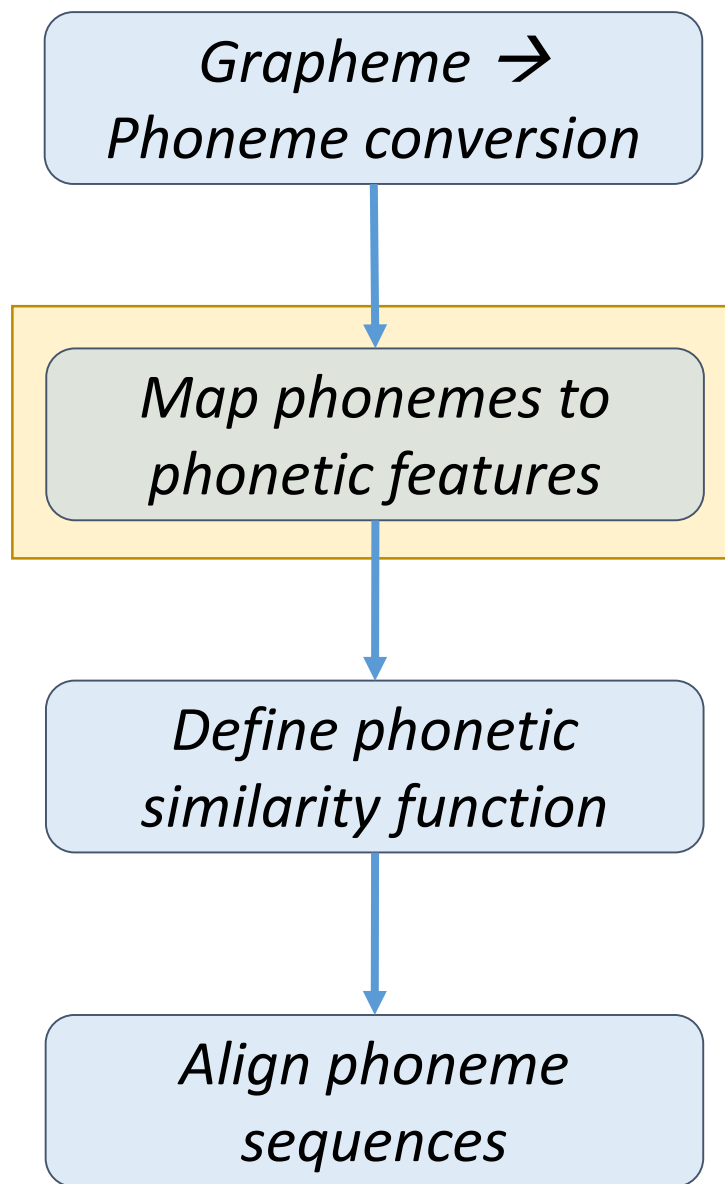 Grapheme →
Phoneme conversion
Map phonemes to
phonetic features
Define phonetic
similarity function
Align phoneme
sequences